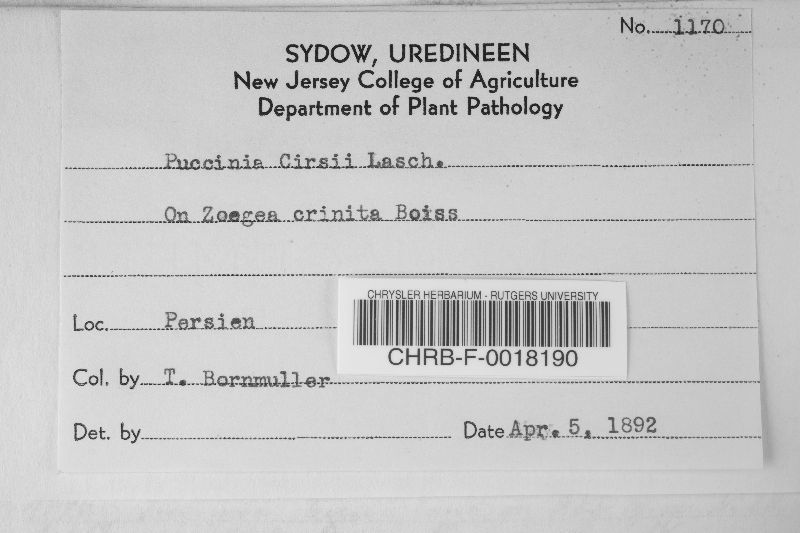 No. 1170
SYDOW, UREDINEEN
New Jersey College of Agriculture
Department of Plant Pathology
Puccinia Cirsii Lasch.
On Zoegea crinita Boiss
Loc. Persien
CHRYSLER HERBARIUM - RUTGERS UNIVERSITY
CHRB-F-0018190
Col. by T. Bornmuller
Det. by
Date Apr. 5, 1892